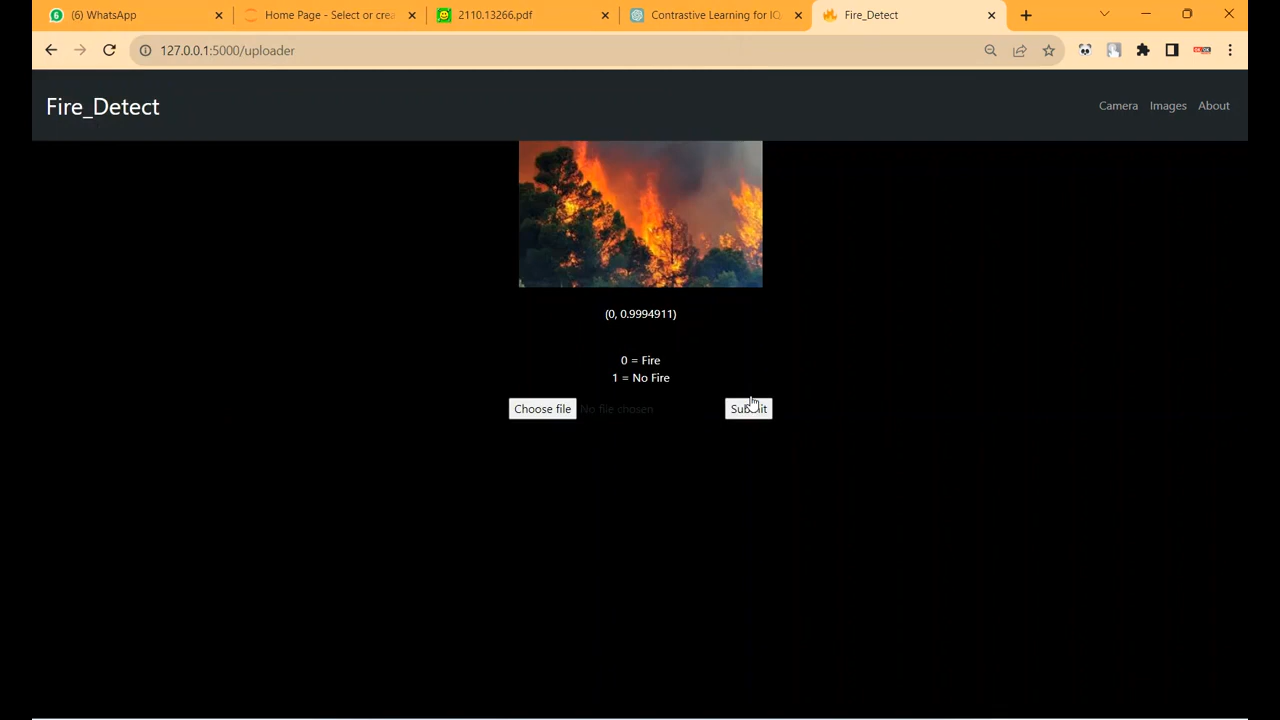 6
(6) WhatsApp
Home Page - Select or crea
2110.13266.pdf
Contrastive Learning for IQ
Fire_Detect
127.0.0.1:5000/uploader
Fire_Detect
Camera
Images
About
(0, 0.9994911)
0 = Fire
1 = No Fire
Choose file
No file chosen
Submit